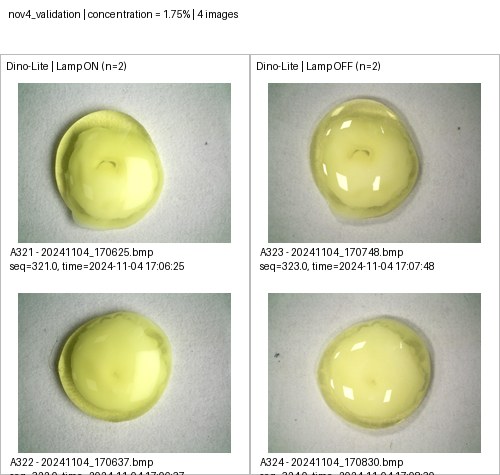 nov4_validation | concentration = 1.75% | 4 images
Dino-Lite | Lamp ON (n=2)
Dino-Lite | Lamp OFF (n=2)
A321 - 20241104_170625.bmp
seq=321.0, time=2024-11-04 17:06:25
A323 - 20241104_170748.bmp
seq=323.0, time=2024-11-04 17:07:48
A322 - 20241104_170637.bmp
A324 - 20241104_170830.bmp